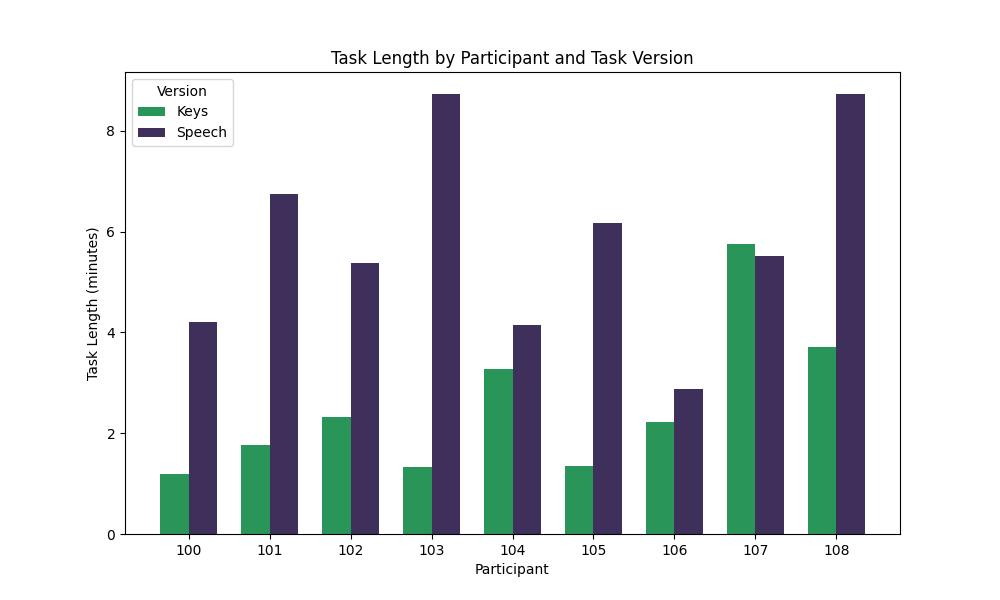 Task Length by Participant and Task Version
Version
Keys
Speech
Task Length (minutes)
8
6
4
2
0
100 101 102 103 104 105 106 107 108
Participant